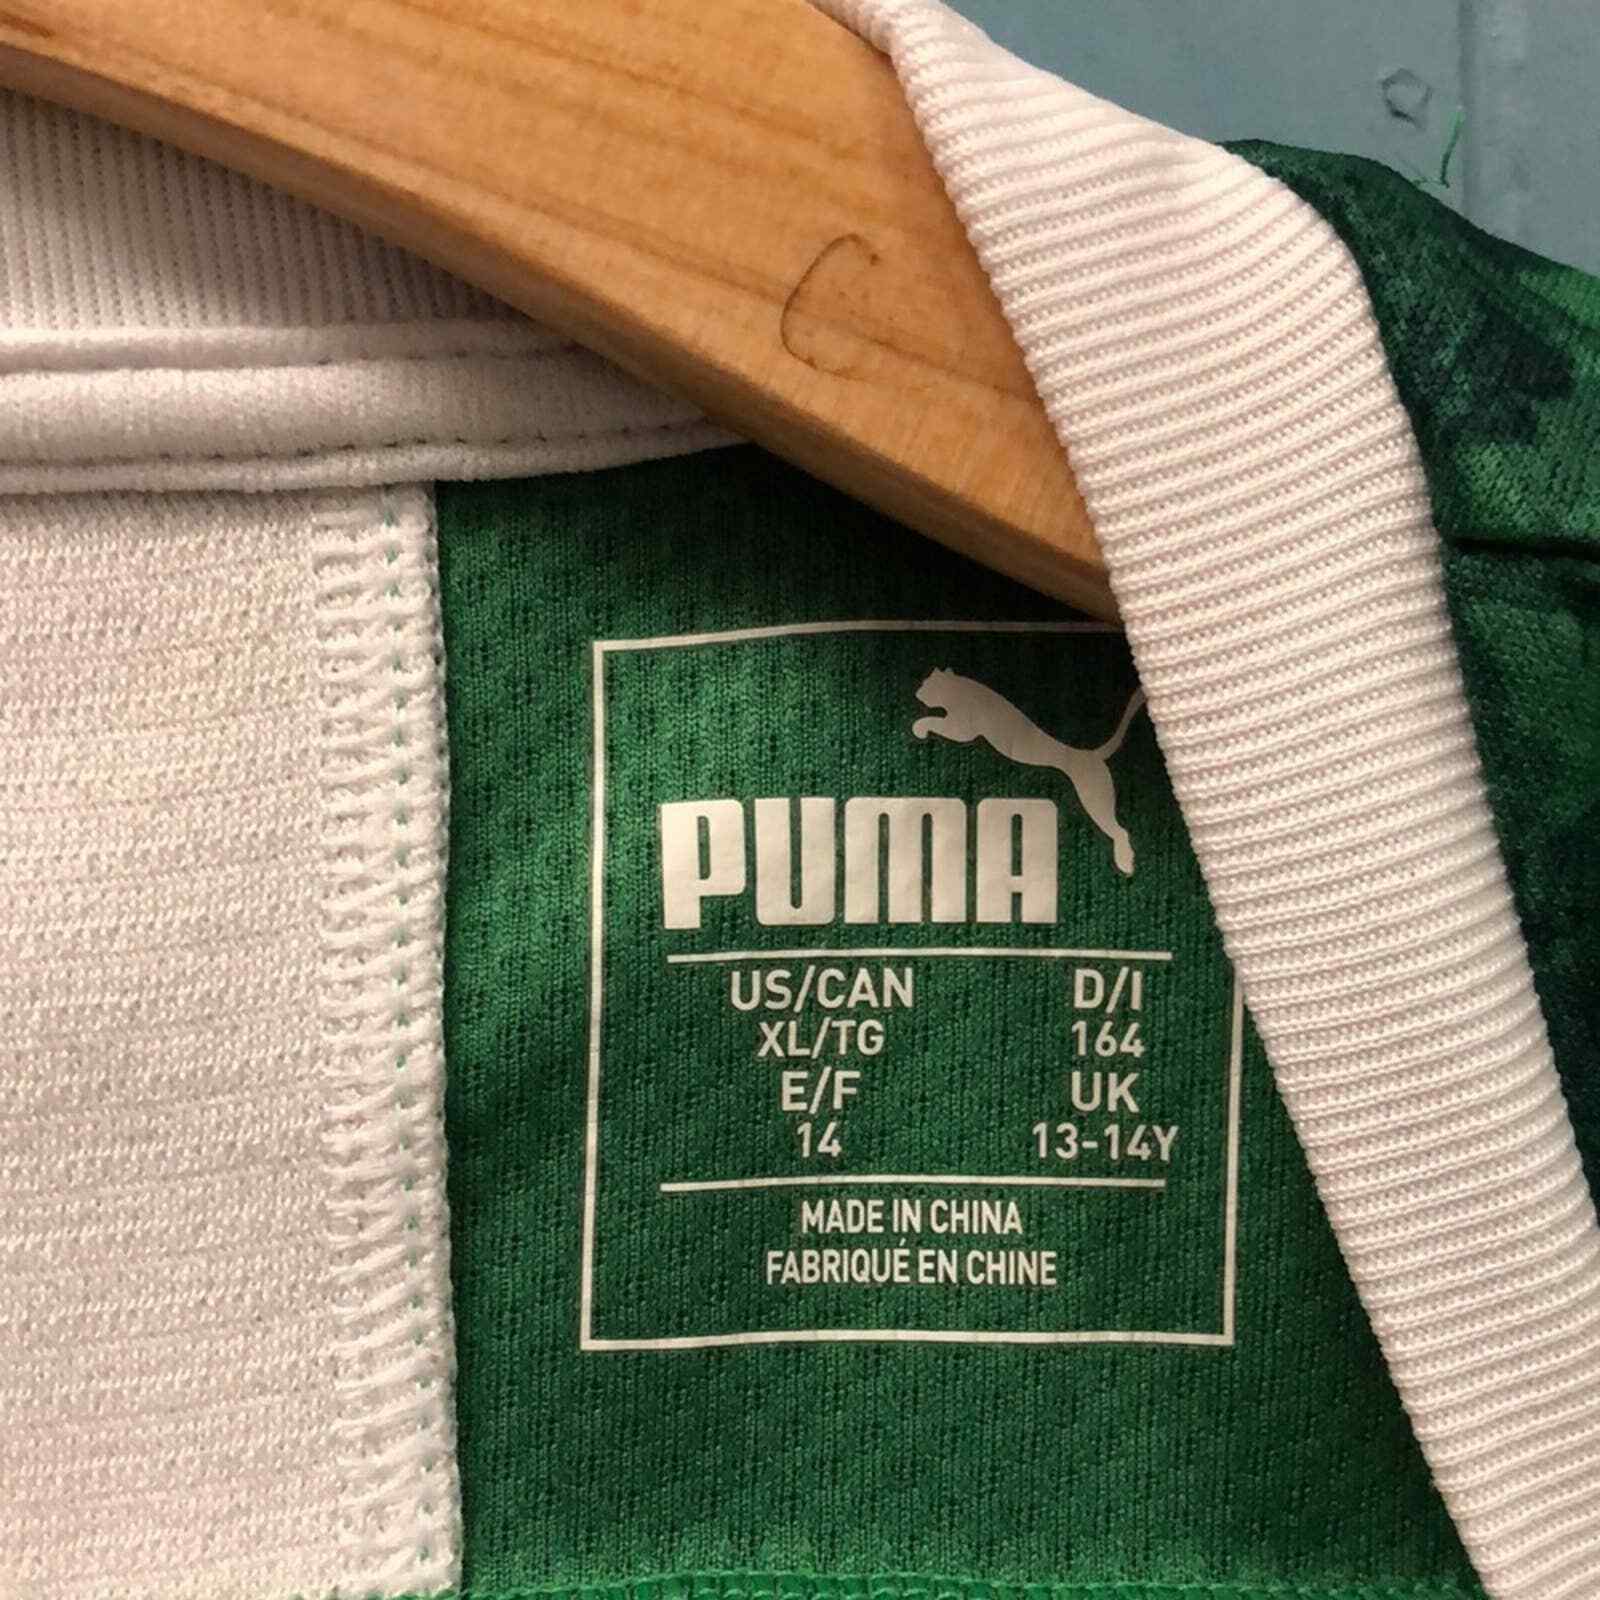 PUMA
US/CAN D/I
XL/TG 164
E/F UK
14 13-14Y
MADE IN CHINA
FABRIQUÉ EN CHINE